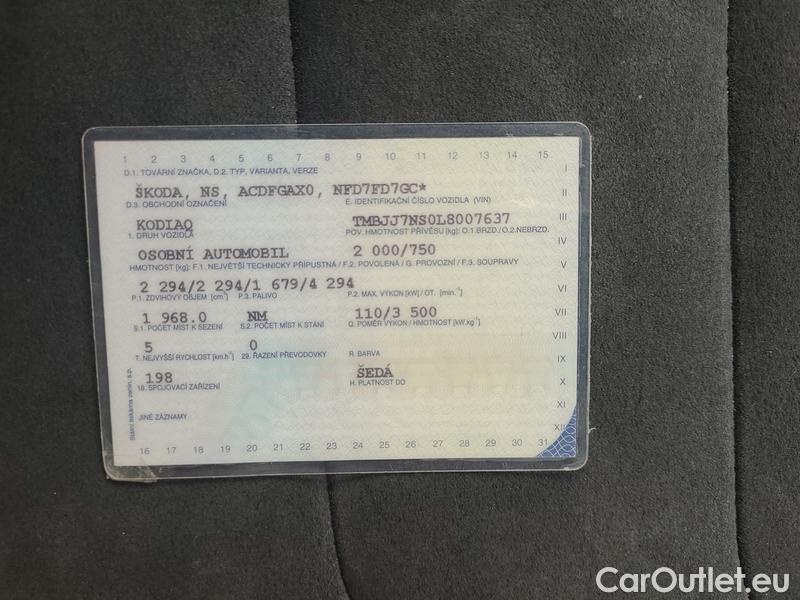 1 2 3 4 5 6 7 8 9 10 11 12 13 14 15
D.1. TOVÁRNÍ ZNAČKA, D.2. TYP, VARIANTA, VERZE I
ŠKODA, NS, ACDFGAX0, NFD7FD7GC*
D.3. OBCHODNÍ OZNAČENÍ E. IDENTIFIKAČNÍ ČÍSLO VOZIDLA (VIN) II
KODIAQ TMBJJ7NS0L8007637 III
1. DRUH VOZIDLA POV. HMOTNOST PŘÍVĚSU [kg]: O.1.BRZD./O.2.NEBRZD.
OSOBNÍ AUTOMOBIL 2 000/750 IV
HMOTNOST [kg]: F.1. NEJVĚTŠÍ TECHNICKY PŘÍPUSTNÁ / F.2. POVOLENÁ / G. PROVOZNÍ / F.3. SOUPRAVY V
2 294/2 294/1 679/4 294 VI
P.1. ZDVIHOVÝ OBJEM [cm³] P.3. PALIVO P.2. MAX. VÝKON [kW] / OT. [min.⁻¹]
1 968.0 NM 110/3 500 VII
S.1. POČET MÍST K SEZENÍ S.2. POČET MÍST K STÁNÍ Q. POMĚR VÝKON / HMOTNOST [kW.kg⁻¹]
5 0 VIII
T. NEJVYŠŠÍ RYCHLOST [km.h⁻¹] 29. ŘAZENÍ PŘEVODOVKY R. BARVA IX
198 ŠEDÁ X
18. SPOJOVACÍ ZAŘÍZENÍ H. PLATNOST DO
XI
JINÉ ZÁZNAMY
XII
16 17 18 19 20 21 22 23 24 25 26 27 28 29 30 31
Státní tiskárna cenin, s.p.
CarOutlet.eu